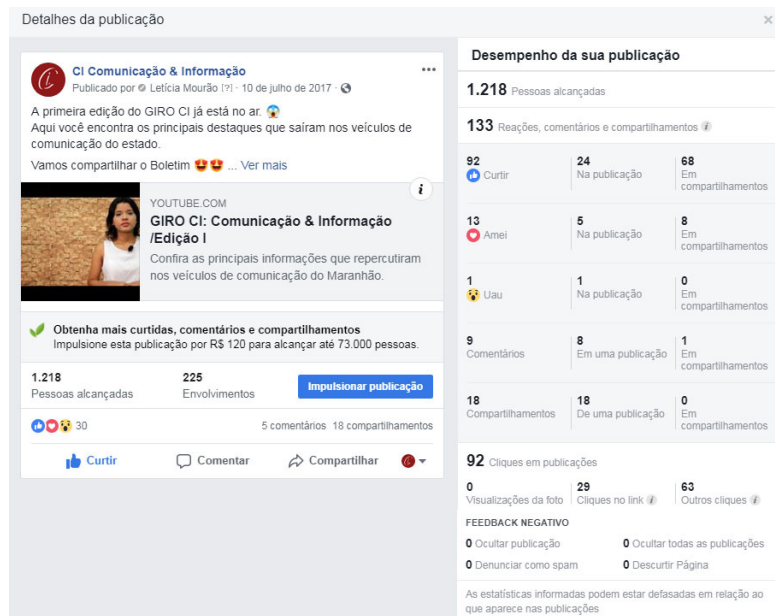 Detalhes da publicação
CI Comunicação & Informação
Publicado por Letícia Mourão [?] · 10 de julho de 2017 ·
A primeira edição do GIRO CI já está no ar.
Aqui você encontra os principais destaques que saíram nos veículos de
comunicação do estado.
Vamos compartilhar o Boletim ... Ver mais
YOUTUBE.COM
GIRO CI: Comunicação & Informação
/Edição I
Confira as principais informações que repercutiram
nos veículos de comunicação do Maranhão.
Obtenha mais curtidas, comentários e compartilhamentos
Impulsione esta publicação por R$ 120 para alcançar até 73.000 pessoas.
1.218 225
Pessoas alcançadas Envolvimentos
Impulsionar publicação
30 5 comentários 18 compartilhamentos
Curtir Comentar Compartilhar
Desempenho da sua publicação
1.218 Pessoas alcançadas
133 Reações, comentários e compartilhamentos
92 24 68
Curtir Na publicação Em
compartilhamentos
13 5 8
Amei Na publicação Em
compartilhamentos
1 1 0
Uau Na publicação Em
compartilhamentos
9 8 1
Comentários Em uma publicação Em
compartilhamentos
18 18 0
Compartilhamentos De uma publicação Em
compartilhamentos
92 Cliques em publicações
0 29 63
Visualizações da foto Cliques no link Outros cliques
FEEDBACK NEGATIVO
0 Ocultar publicação 0 Ocultar todas as publicações
0 Denunciar como spam 0 Descurtir Página
As estatísticas informadas podem estar defasadas em relação ao
que aparece nas publicações